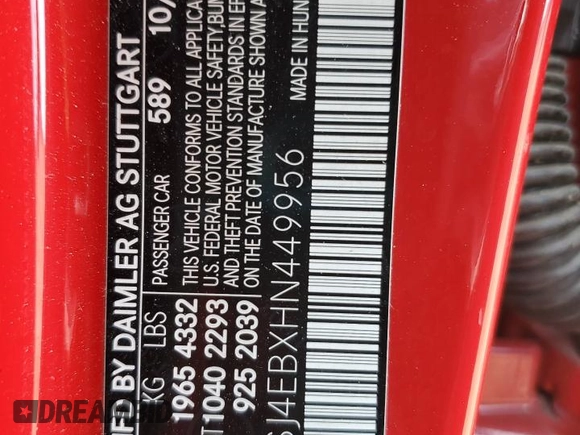 MFD BY DAIMLER AG STUTTGART
KG LBS
1965 4332
1040 2293
925 2039
589 10/
PASSENGER CAR
THIS VEHICLE CONFORMS TO ALL APPLICA
U.S. FEDERAL MOTOR VEHICLE SAFETY, BUM
AND THEFT PREVENTION STANDARDS IN EF
ON THE DATE OF MANUFACTURE SHOWN A
J4EBXHN449956
MADE IN HUN
DREAMBID